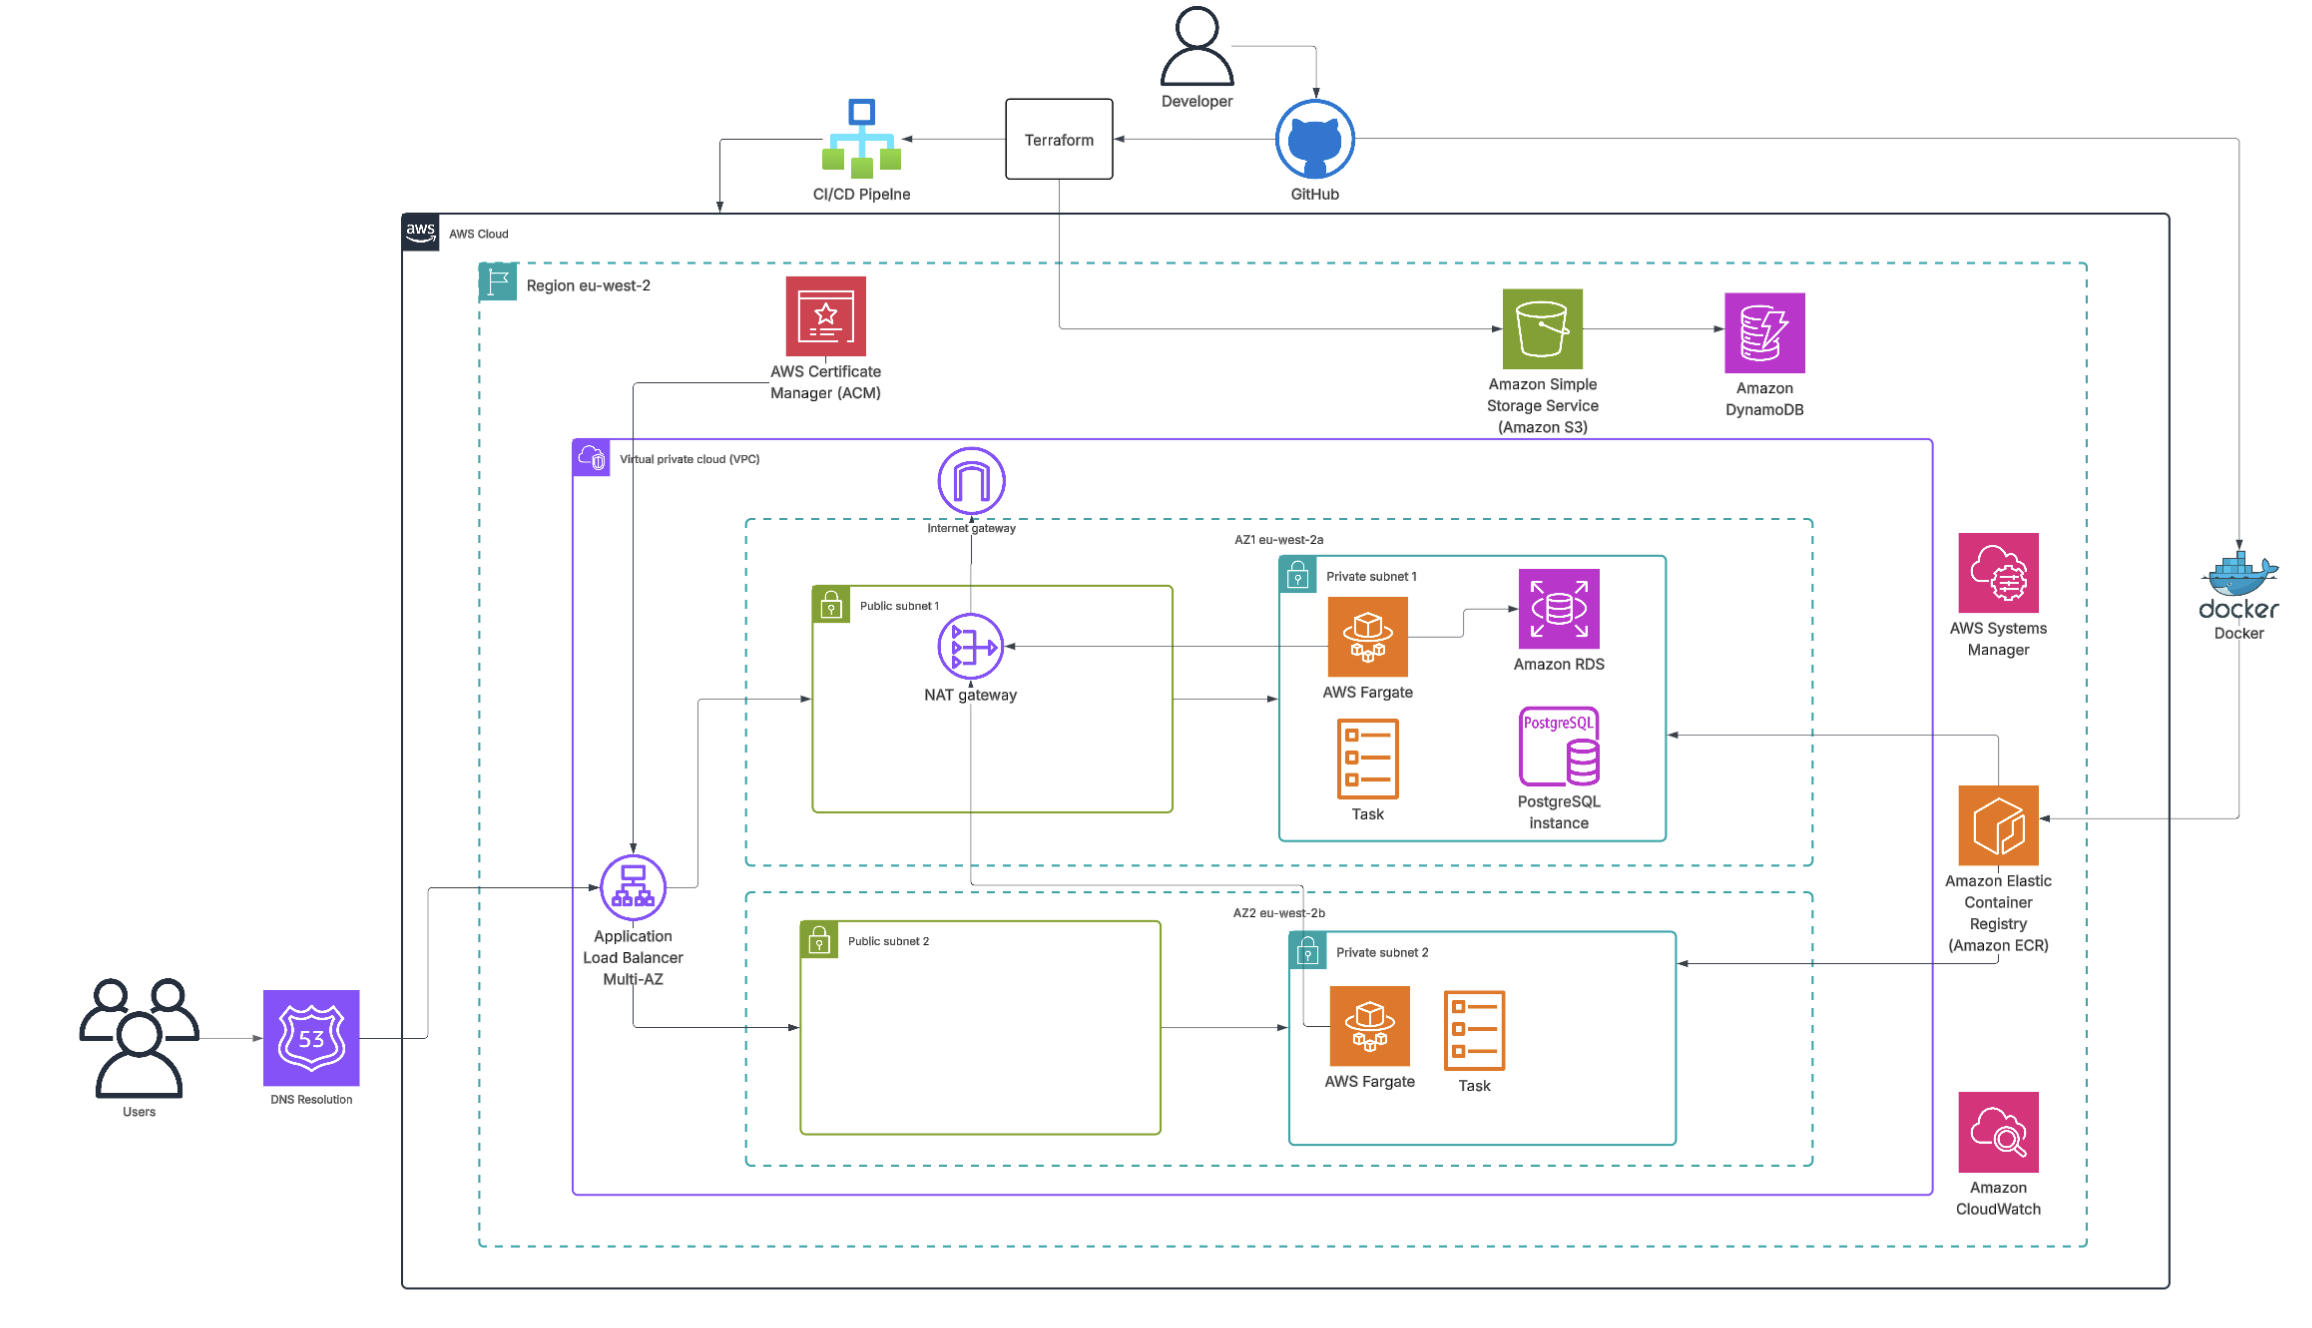 Developer
Terraform
CI/CD Pipelne
GitHub
aws
AWS Cloud
Region eu-west-2
AWS Certificate
Manager (ACM)
Amazon Simple
Storage Service
(Amazon S3)
Amazon
DynamoDB
Virtual private cloud (VPC)
Internet gateway
AZ1 eu-west-2a
Public subnet 1
NAT gateway
Private subnet 1
AWS Fargate
Amazon RDS
Task
PostgreSQL
PostgreSQL
instance
AWS Systems
Manager
docker
Docker
Application
Load Balancer
Multi-AZ
AZ2 eu-west-2b
Public subnet 2
Private subnet 2
AWS Fargate
Task
Amazon Elastic
Container
Registry
(Amazon ECR)
Users
53
DNS Resolution
Amazon
CloudWatch